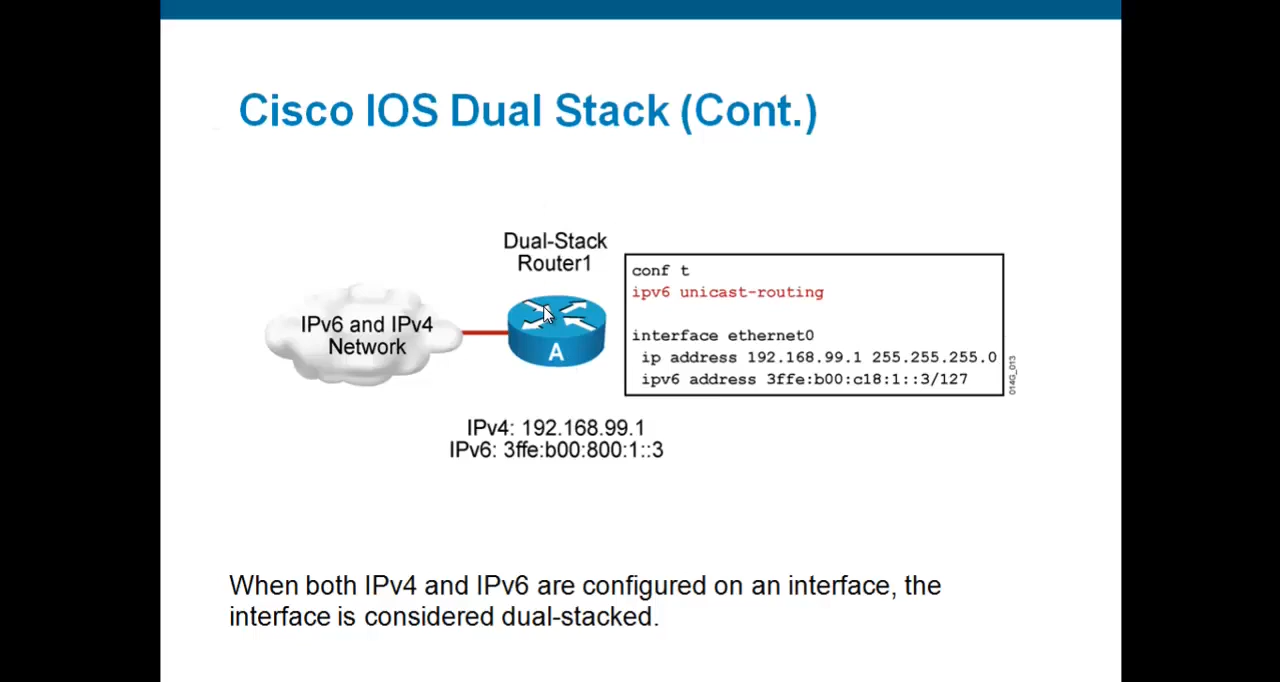 Cisco IOS Dual Stack (Cont.)
Dual-Stack
Router1
IPv6 and IPv4
Network
A
conf t
ipv6 unicast-routing
interface ethernet0
ip address 192.168.99.1 255.255.255.0
ipv6 address 3ffe:b00:c18:1::3/127
014G_013
IPv4: 192.168.99.1
IPv6: 3ffe:b00:800:1::3
When both IPv4 and IPv6 are configured on an interface, the
interface is considered dual-stacked.